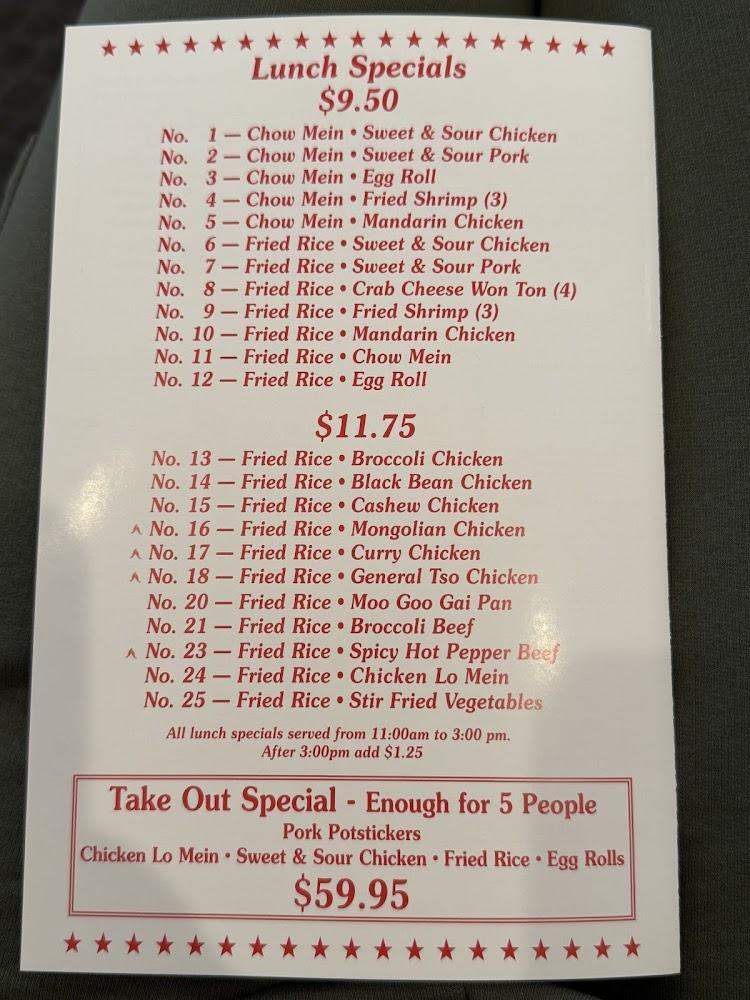 Lunch Specials
$9.50
No. 1 — Chow Mein • Sweet & Sour Chicken
No. 2 — Chow Mein • Sweet & Sour Pork
No. 3 — Chow Mein • Egg Roll
No. 4 — Chow Mein • Fried Shrimp (3)
No. 5 — Chow Mein • Mandarin Chicken
No. 6 — Fried Rice • Sweet & Sour Chicken
No. 7 — Fried Rice • Sweet & Sour Pork
No. 8 — Fried Rice • Crab Cheese Won Ton (4)
No. 9 — Fried Rice • Fried Shrimp (3)
No. 10 — Fried Rice • Mandarin Chicken
No. 11 — Fried Rice • Chow Mein
No. 12 — Fried Rice • Egg Roll
$11.75
No. 13 — Fried Rice • Broccoli Chicken
No. 14 — Fried Rice • Black Bean Chicken
No. 15 — Fried Rice • Cashew Chicken
No. 16 — Fried Rice • Mongolian Chicken
No. 17 — Fried Rice • Curry Chicken
No. 18 — Fried Rice • General Tso Chicken
No. 20 — Fried Rice • Moo Goo Gai Pan
No. 21 — Fried Rice • Broccoli Beef
No. 23 — Fried Rice • Spicy Hot Pepper Beef
No. 24 — Fried Rice • Chicken Lo Mein
No. 25 — Fried Rice • Stir Fried Vegetables
All lunch specials served from 11:00am to 3:00 pm.
After 3:00pm add $1.25
Take Out Special - Enough for 5 People
Pork Potstickers
Chicken Lo Mein • Sweet & Sour Chicken • Fried Rice • Egg Rolls
$59.95